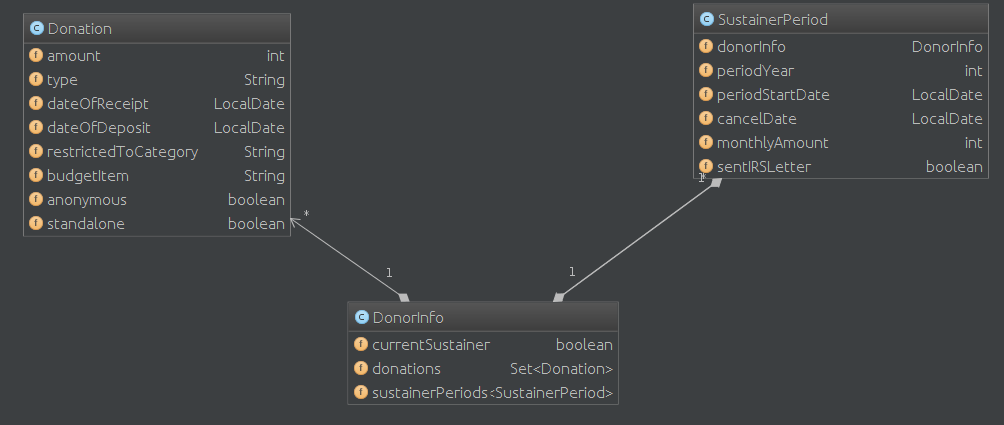 Donation
amount int
type String
dateOfReceipt LocalDate
dateOfDeposit LocalDate
restrictedToCategory String
budgetItem String
anonymous boolean
standalone boolean
SustainerPeriod
donorInfo DonorInfo
periodYear int
periodStartDate LocalDate
cancelDate LocalDate
monthlyAmount int
sentIRSLetter boolean
*
1
1
DonorInfo
currentSustainer boolean
donations Set<Donation>
sustainerPeriods <SustainerPeriod>